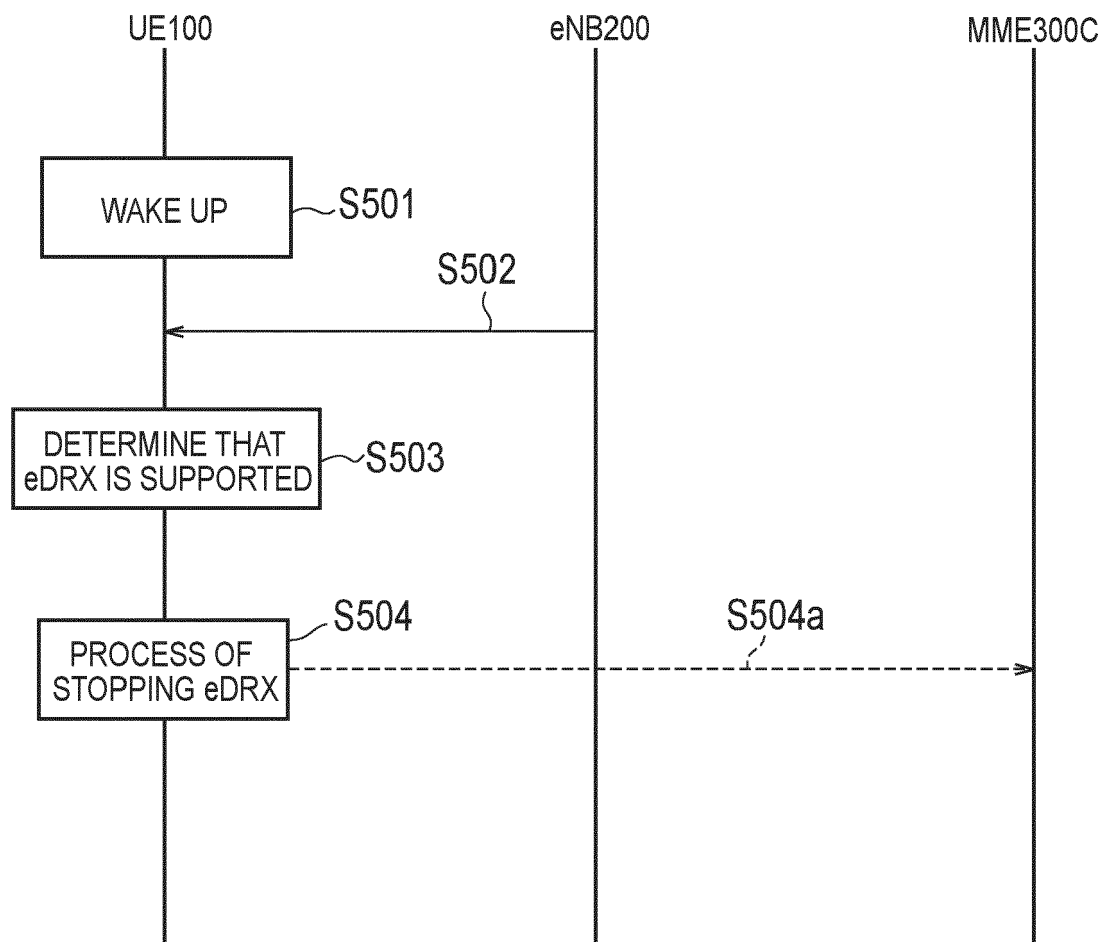 UE100
eNB200
MME300C
WAKE UP
S501
S502
DETERMINE THAT
eDRX IS SUPPORTED
S503
S504
S504a
PROCESS OF
STOPPING eDRX